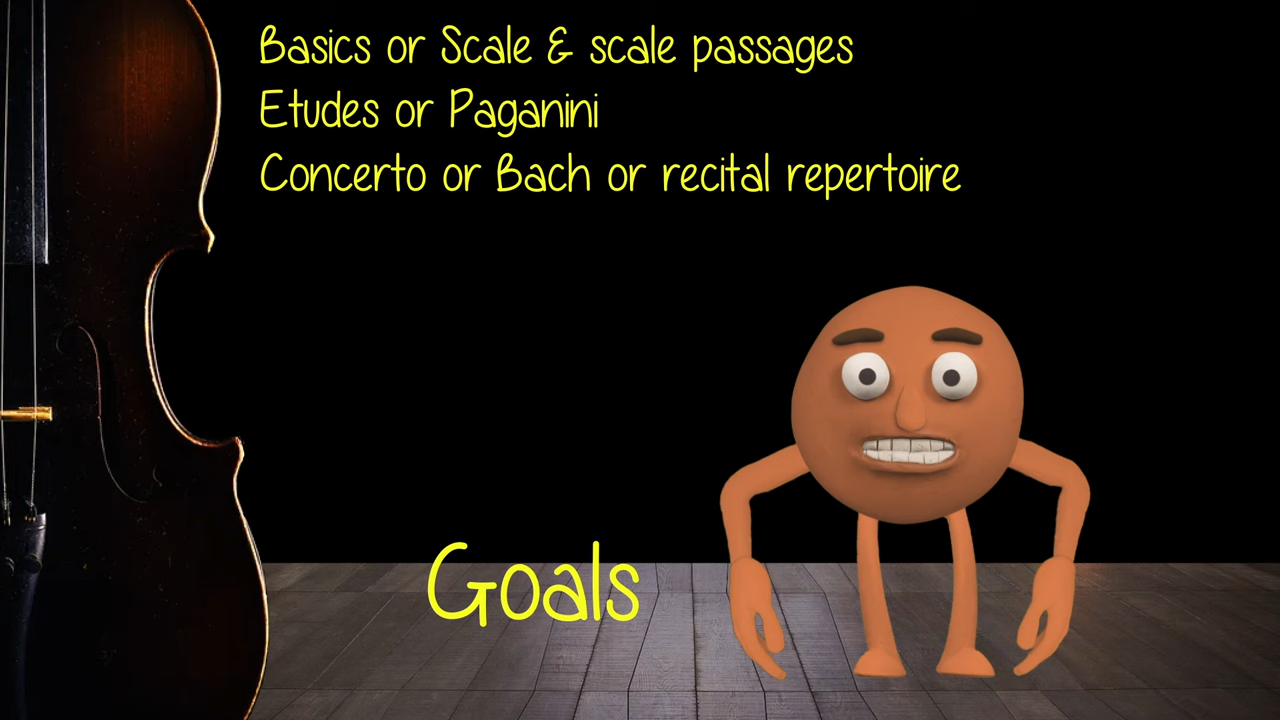 Basics or Scale & scale passages
Etudes or Paganini
Concerto or Bach or recital repertoire
Goals